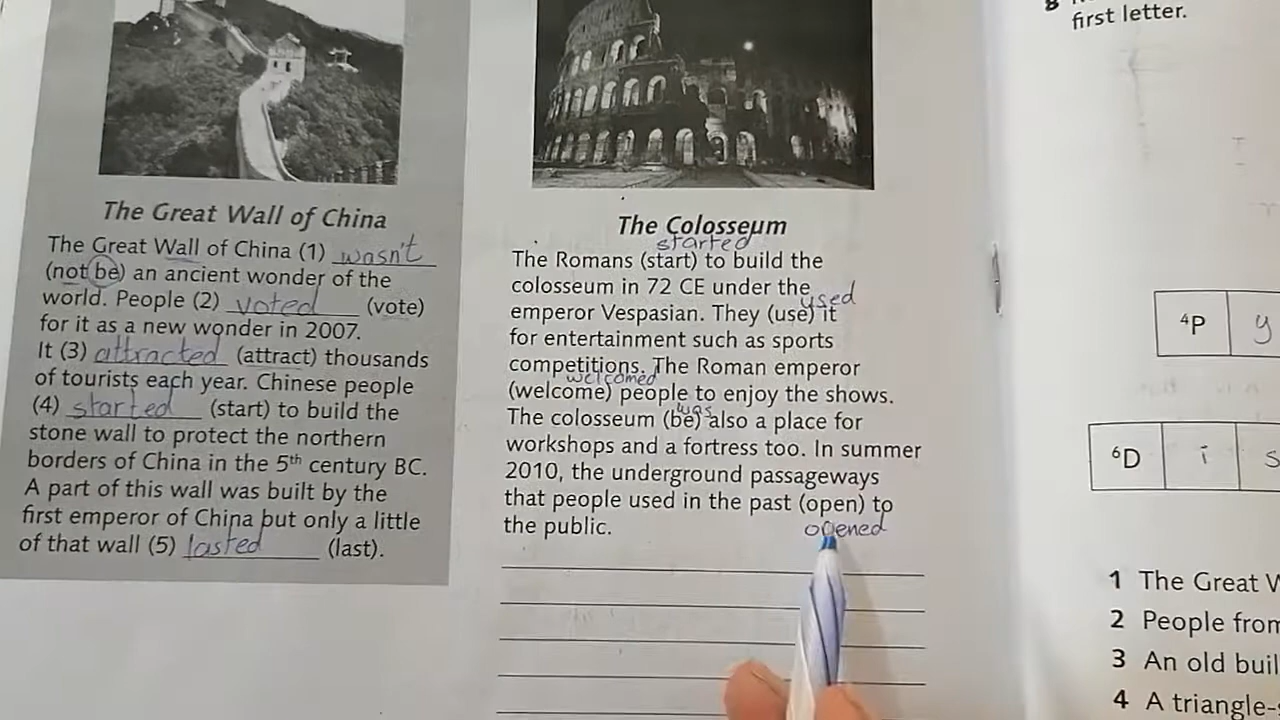 The Great Wall of China
The Great Wall of China (1) wasn't
(not be) an ancient wonder of the
world. People (2) voted (vote)
for it as a new wonder in 2007.
It (3) attracted (attract) thousands
of tourists each year. Chinese people
(4) started (start) to build the
stone wall to protect the northern
borders of China in the 5th century BC.
A part of this wall was built by the
first emperor of China but only a little
of that wall (5) lasted (last).
The Colosseum
started
The Romans (start) to build the
colosseum in 72 CE under the
used
emperor Vespasian. They (use) it
for entertainment such as sports
competitions. The Roman emperor
welcomed
(welcome) people to enjoy the shows.
was
The colosseum (be) also a place for
workshops and a fortress too. In summer
2010, the underground passageways
that people used in the past (open) to
the public.
opened
8
first letter.
4P y
6D i s
1 The Great W
2 People from
3 An old buil
4 A triangle-